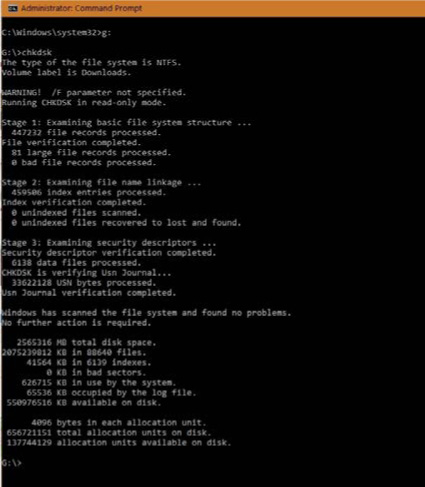 Administrator: Command Prompt
C:\Windows\system32>g:
G:\>chkdsk
The type of the file system is NTFS.
Volume label is Downloads.
WARNING! /F parameter not specified.
Running CHKDSK in read-only mode.
Stage 1: Examining basic file system structure ...
447232 file records processed.
File verification completed.
81 large file records processed.
0 bad file records processed.
Stage 2: Examining file name linkage ...
459506 index entries processed.
Index verification completed.
0 unindexed files scanned.
0 unindexed files recovered to lost and found.
Stage 3: Examining security descriptors ...
Security descriptor verification completed.
6138 data files processed.
CHKDSK is verifying Usn Journal...
33622128 USN bytes processed.
Usn Journal verification completed.
Windows has scanned the file system and found no problems.
No further action is required.
2565316 MB total disk space.
2075239812 KB in 88640 files.
41564 KB in 6139 indexes.
0 KB in bad sectors.
626715 KB in use by the system.
65536 KB occupied by the log file.
550976516 KB available on disk.
4096 bytes in each allocation unit.
656721151 total allocation units on disk.
137744129 allocation units available on disk.
G:\>